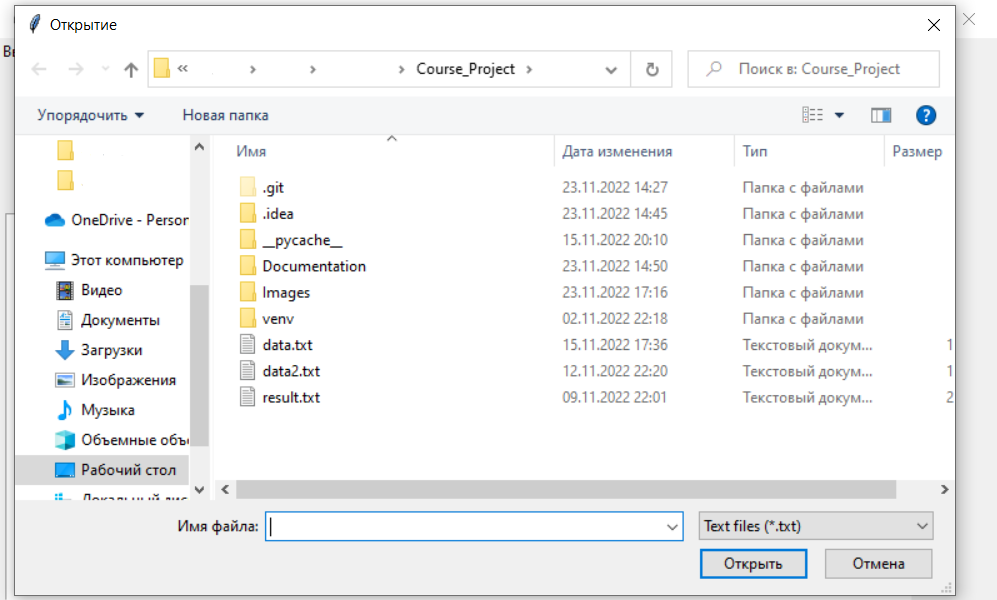 Открытие
Вв
« Course_Project
Поиск в: Course_Project
Упорядочить
Новая папка
Имя Дата изменения Тип Размер
.git 23.11.2022 14:27 Папка с файлами
.idea 23.11.2022 14:45 Папка с файлами
__pycache__ 15.11.2022 20:10 Папка с файлами
Documentation 23.11.2022 14:50 Папка с файлами
Images 23.11.2022 17:16 Папка с файлами
venv 02.11.2022 22:18 Папка с файлами
data.txt 15.11.2022 17:36 Текстовый докум... 1
data2.txt 12.11.2022 22:20 Текстовый докум... 1
result.txt 09.11.2022 22:01 Текстовый докум... 2
OneDrive - Person
Этот компьютер
Видео
Документы
Загрузки
Изображения
Музыка
Объемные объ
Рабочий стол
Локальный дис
Имя файла:
Text files (*.txt)
Открыть
Отмена